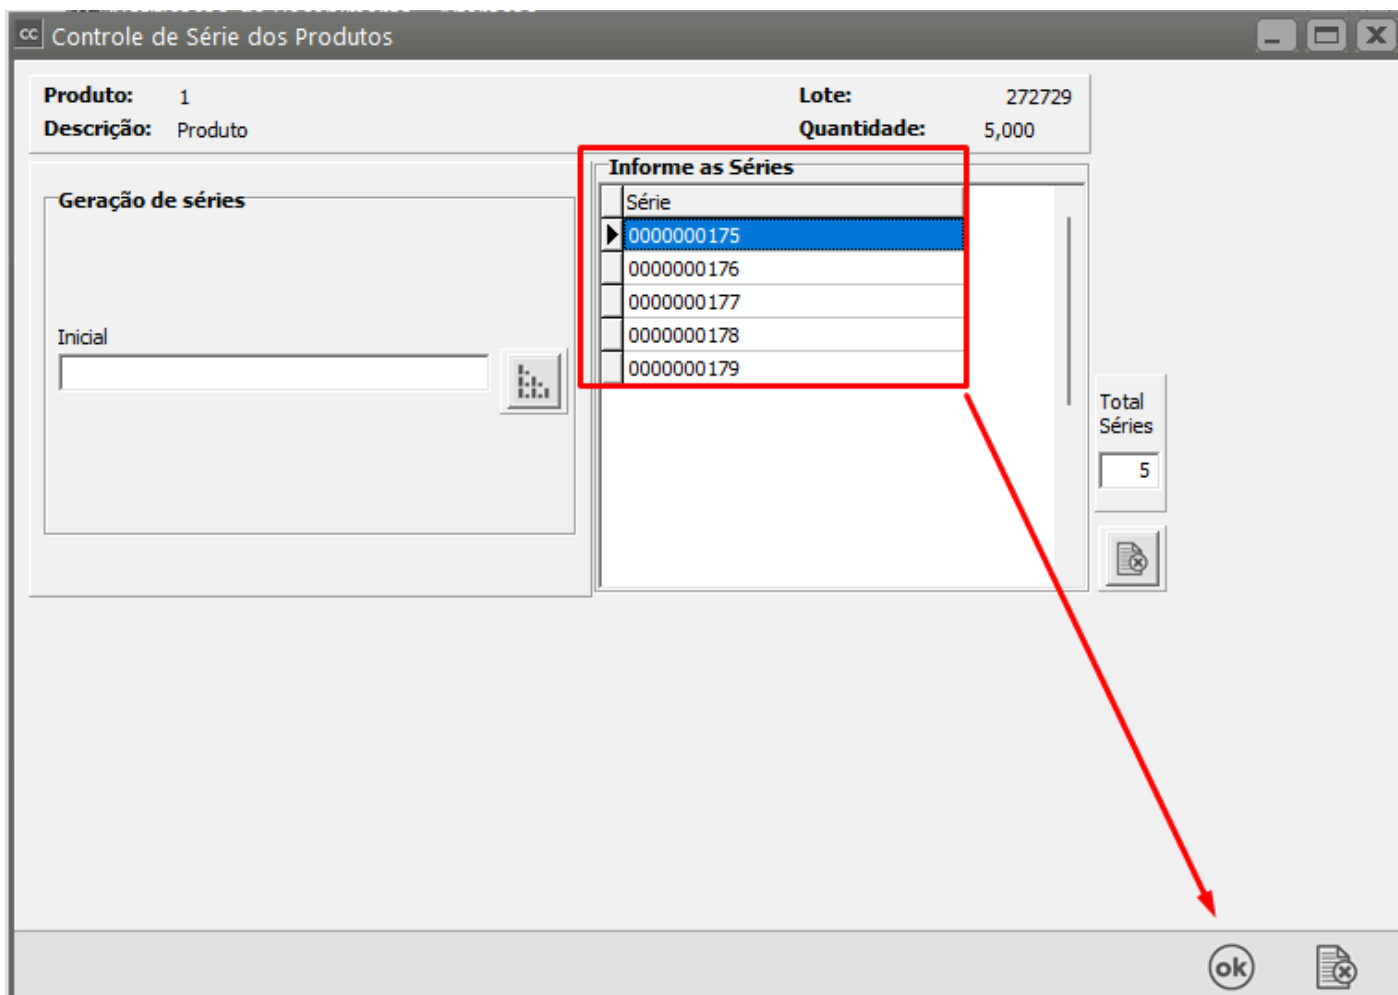 cc Controle de Série dos Produtos
Produto: 1 Lote: 272729
Descrição: Produto Quantidade: 5,000
Informe as Séries
Geração de séries
Série
0000000175
0000000176
0000000177
0000000178
0000000179
Inicial
Total
Séries
5
ok